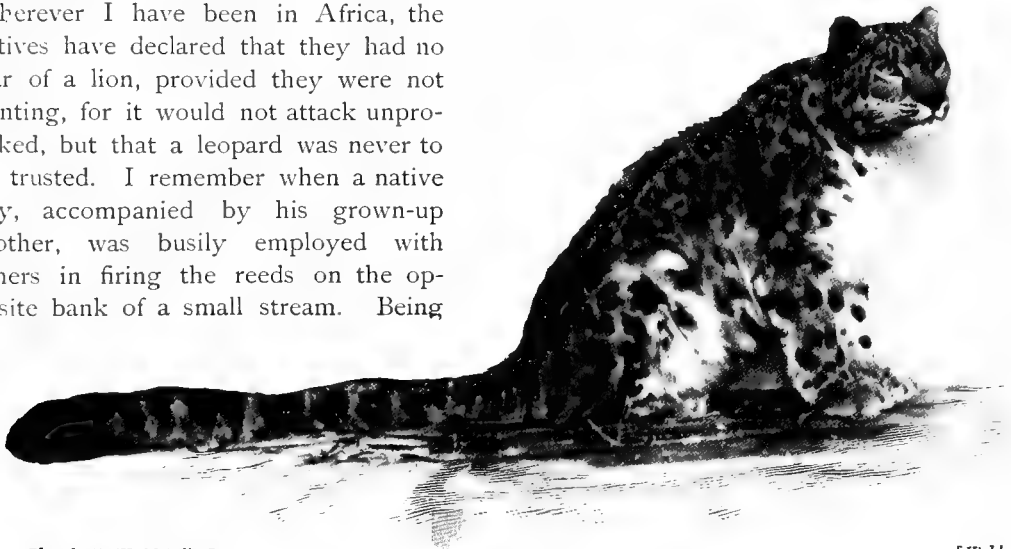 herever I have been in Africa, the
tives have declared that they had no
r of a lion, provided they were not
nting, for it would not attack unpro-
ked, but that a leopard was never to
trusted. I remember when a native
y, accompanied by his grown-up
other, was busily employed with
hers in firing the reeds on the op-
site bank of a small stream. Being